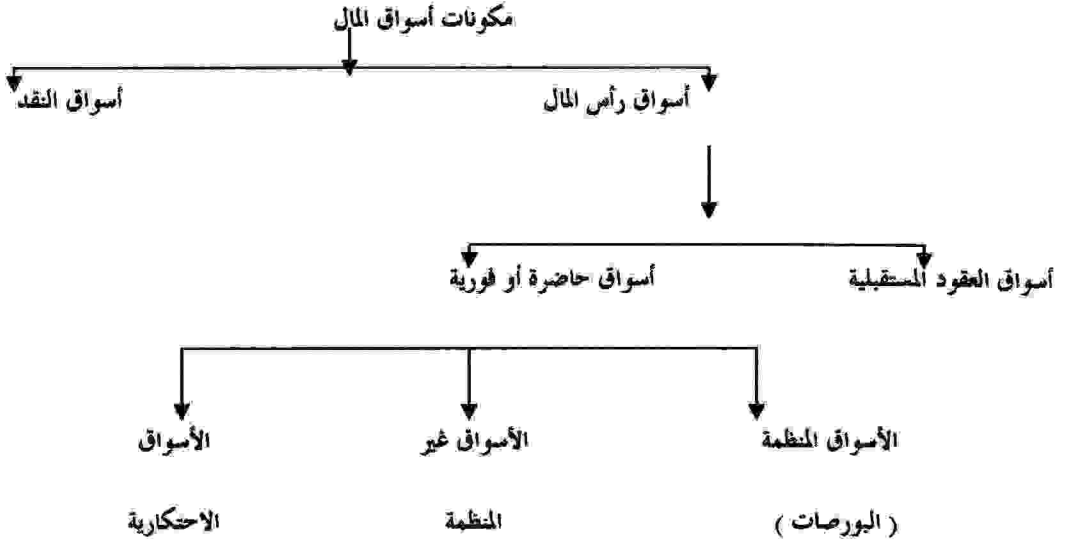 مكونات أسواق المال
أسواق رأس المال
أسواق النقد
أسواق العقود المستقبلية
أسواق حاضرة أو فورية
الأسواق المنظمة
( البورصات )
الأسواق غير
المنظمة
الأسواق
الاحتكارية